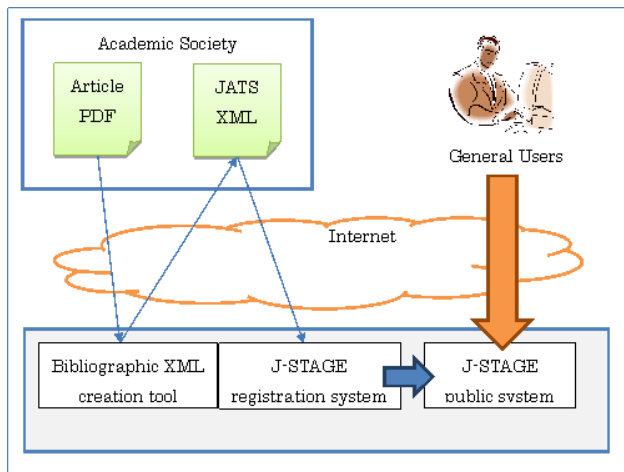 Academic Society
Article
PDF
JATS
XML
General Users
Internet
Bibliographic XML
creation tool
J-STAGE
registration system
J-STAGE
public system